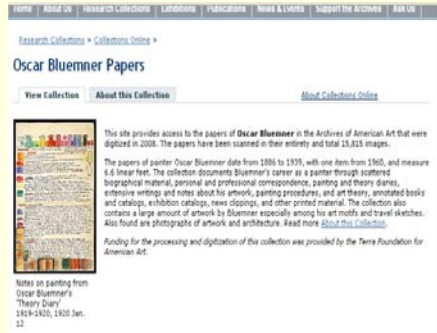 Home About Us Research Collections Exhibitions Publications News & Events Support the Archives Ask Us
Research Collections » Collections Online »
Oscar Bluemner Papers
View Collection About this Collection About Collections Online
This site provides access to the papers of Oscar Bluemner in the Archives of American Art that were
digitized in 2008. The papers have been scanned in their entirety and total 15,815 images.
The papers of painter Oscar Bluemner date from 1886 to 1939, with one item from 1960, and measure
6.6 linear feet. The collection documents Bluemner's career as a painter through scattered
biographical material, personal and professional correspondence, painting and theory diaries,
extensive writings and notes about his artwork, painting procedures, and art theory, annotated books
and catalogs, exhibition catalogs, news clippings, and other printed material. The collection also
contains a large amount of artwork by Bluemner especially among his art motifs and travel sketches.
Also found are photographs of artwork and architecture. Read more About this Collection.
Funding for the processing and digitization of this collection was provided by the Terra Foundation for
American Art.
Notes on painting from
Oscar Bluemner's
'Theory Diary'
1919-1920, 1920 Jan.
12